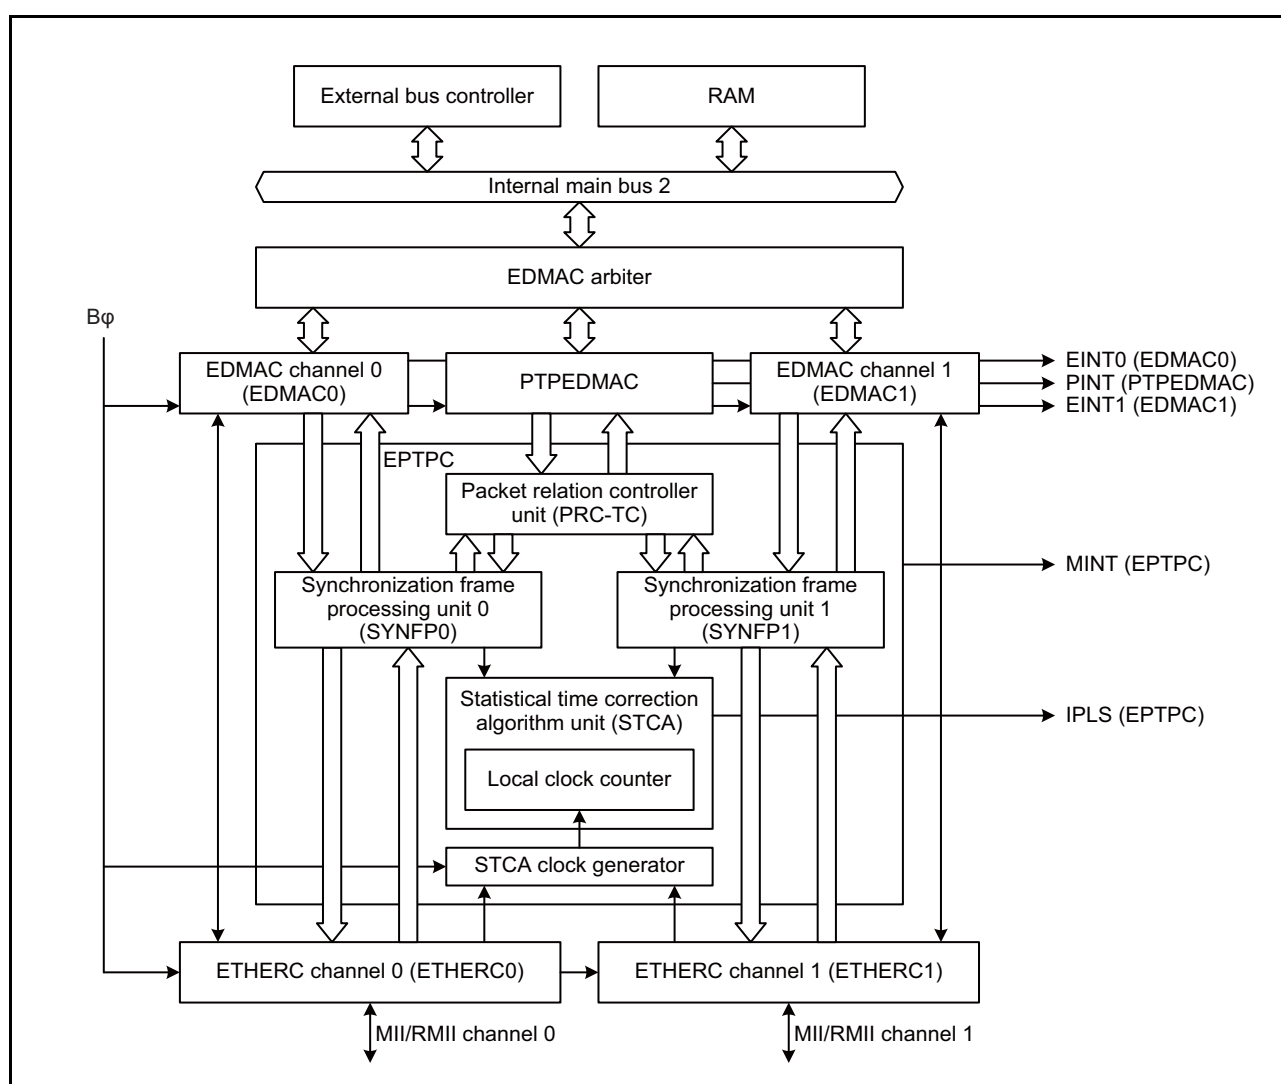 External bus controller
RAM
Internal main bus 2
EDMAC arbiter
Bφ
EDMAC channel 0
(EDMAC0)
PTPEDMAC
EDMAC channel 1
(EDMAC1)
EINT0 (EDMAC0)
PINT (PTPEDMAC)
EINT1 (EDMAC1)
EPTPC
Packet relation controller
unit (PRC-TC)
MINT (EPTPC)
Synchronization frame
processing unit 0
(SYNFP0)
Synchronization frame
processing unit 1
(SYNFP1)
Statistical time correction
algorithm unit (STCA)
IPLS (EPTPC)
Local clock counter
STCA clock generator
ETHERC channel 0 (ETHERC0)
ETHERC channel 1 (ETHERC1)
MII/RMII channel 0
MII/RMII channel 1